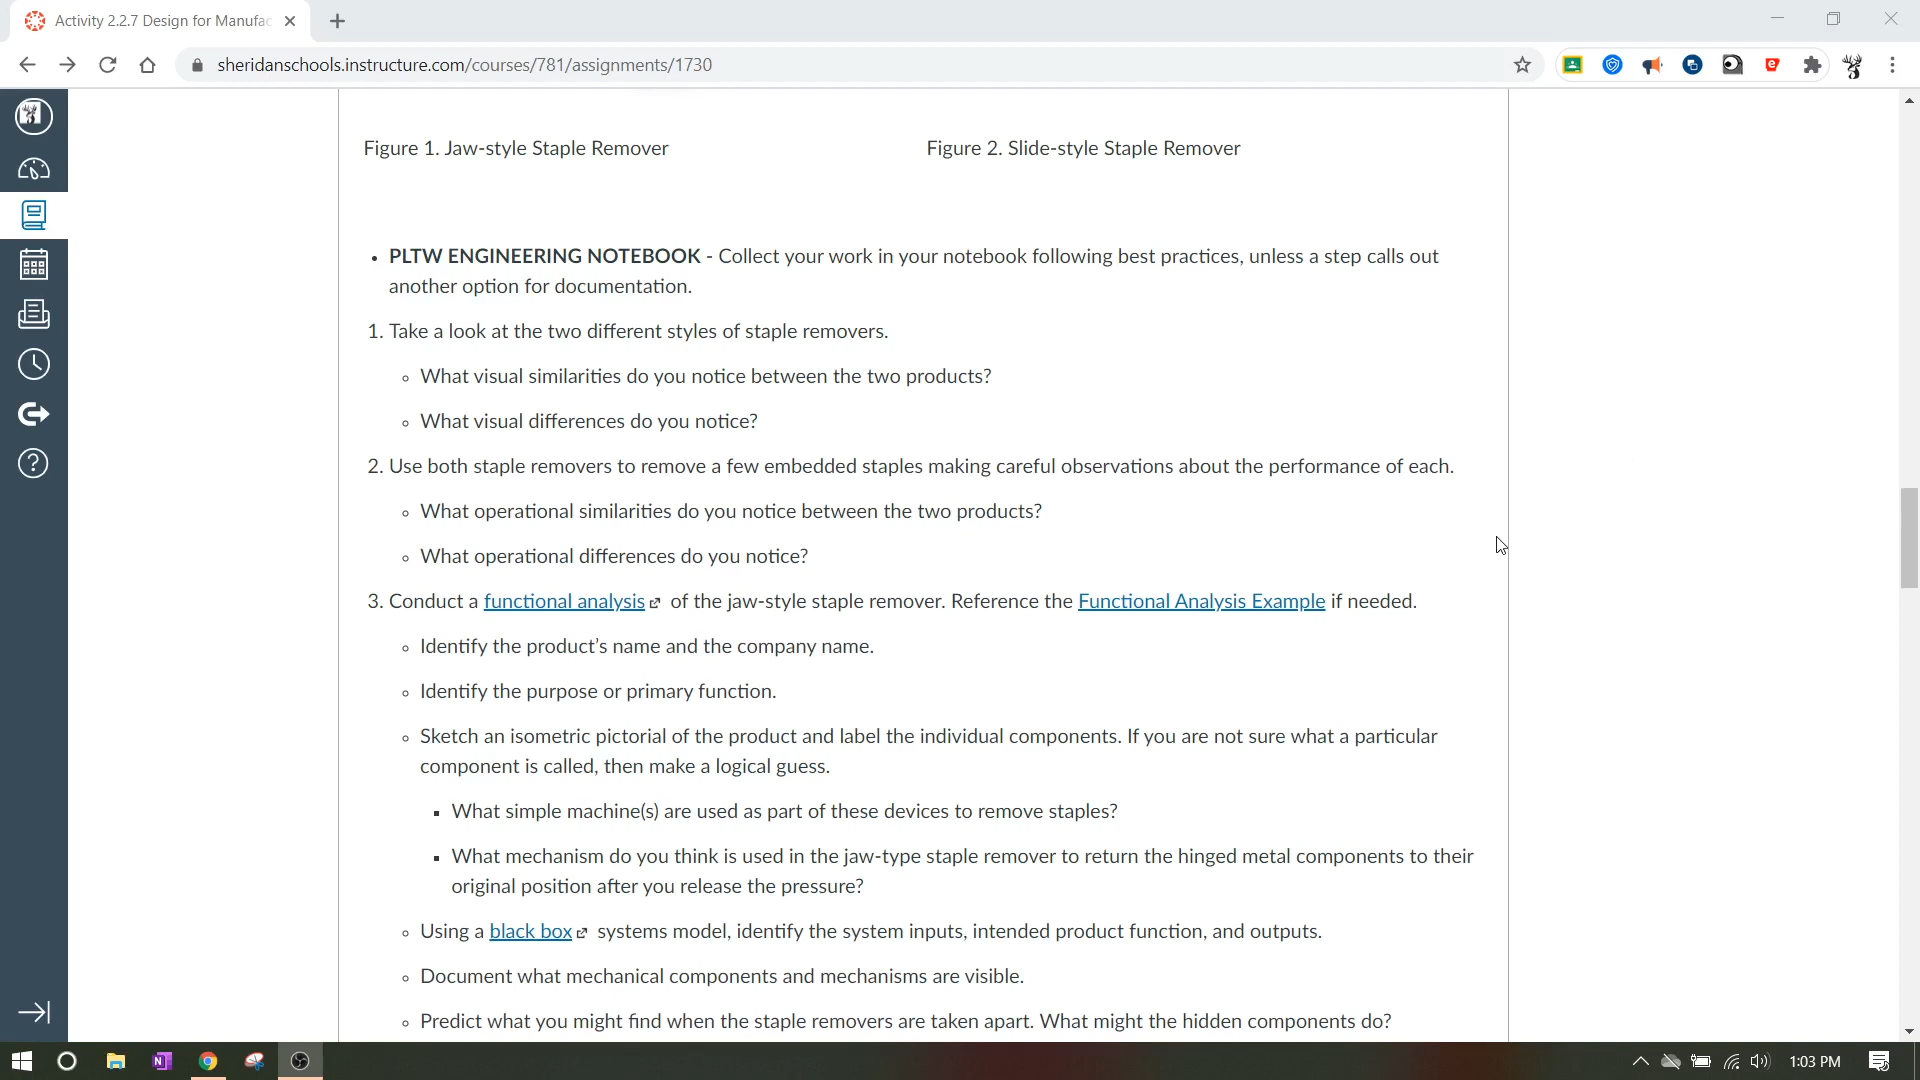 Activity 2.2.7 Design for Manufac
sheridanschools.instructure.com/courses/781/assignments/1730
Figure 1. Jaw-style Staple Remover
Figure 2. Slide-style Staple Remover
• PLTW ENGINEERING NOTEBOOK - Collect your work in your notebook following best practices, unless a step calls out
another option for documentation.
1. Take a look at the two different styles of staple removers.
◦ What visual similarities do you notice between the two products?
◦ What visual differences do you notice?
2. Use both staple removers to remove a few embedded staples making careful observations about the performance of each.
◦ What operational similarities do you notice between the two products?
◦ What operational differences do you notice?
3. Conduct a functional analysis of the jaw-style staple remover. Reference the Functional Analysis Example if needed.
◦ Identify the product’s name and the company name.
◦ Identify the purpose or primary function.
◦ Sketch an isometric pictorial of the product and label the individual components. If you are not sure what a particular
component is called, then make a logical guess.
▪ What simple machine(s) are used as part of these devices to remove staples?
▪ What mechanism do you think is used in the jaw-type staple remover to return the hinged metal components to their
original position after you release the pressure?
◦ Using a black box systems model, identify the system inputs, intended product function, and outputs.
◦ Document what mechanical components and mechanisms are visible.
◦ Predict what you might find when the staple removers are taken apart. What might the hidden components do?
1:03 PM